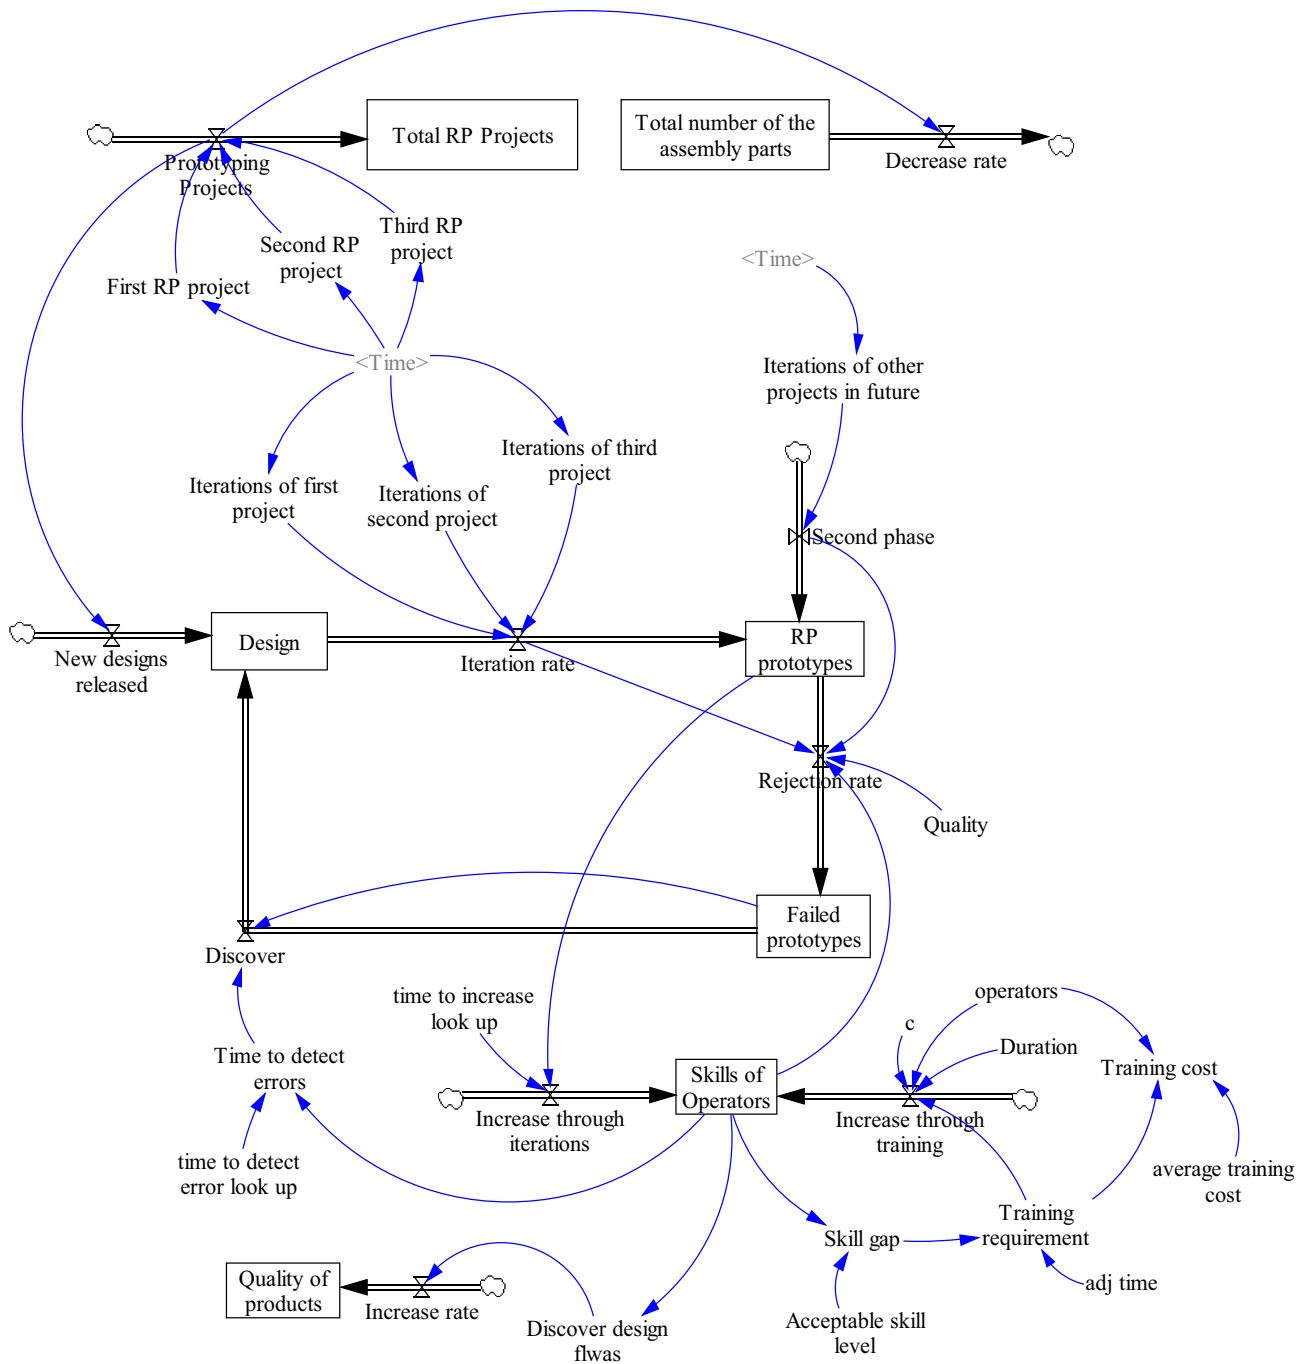 Total RP Projects
Total number of the
assembly parts
Prototyping
Projects
Decrease rate
Third RP
project
Second RP
project
First RP project
<Time>
<Time>
Iterations of other
projects in future
Iterations of third
project
Iterations of first
project
Iterations of
second project
Second phase
Design
New designs
released
Iteration rate
RP
prototypes
Rejection rate
Quality
Failed
prototypes
Discover
time to increase
look up
operators
c
Duration
Time to detect
errors
Skills of
Operators
Training cost
Increase through
iterations
Increase through
training
time to detect
error look up
average training
cost
Training
requirement
Skill gap
adj time
Quality of
products
Increase rate
Discover design
flwas
Acceptable skill
level